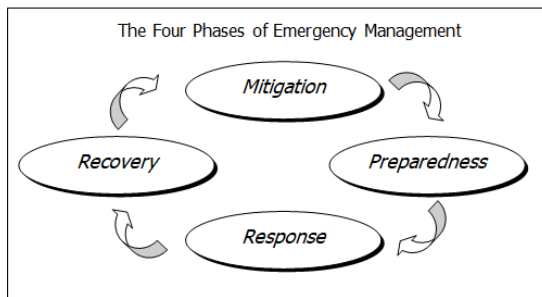 The Four Phases of Emergency Management
Mitigation
Recovery
Preparedness
Response